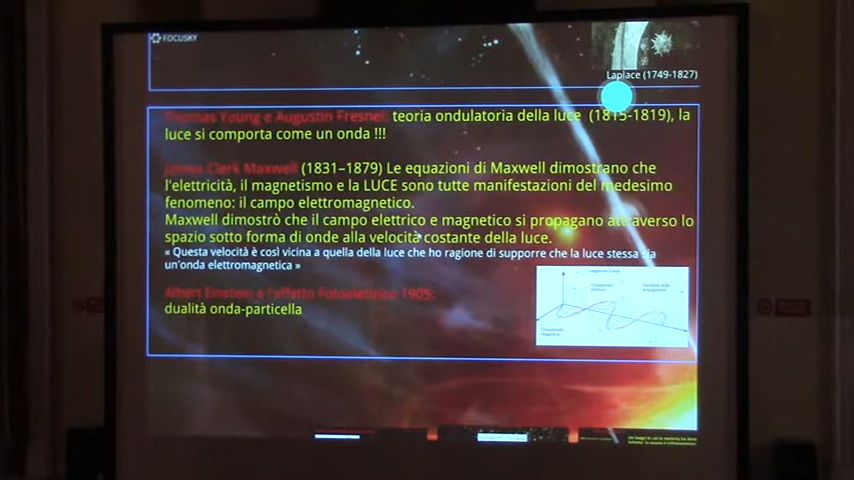 FOCUSKY
Laplace (1749-1827)
Thomas Young e Augustin Fresnel: teoria ondulatoria della luce (1815-1819), la
luce si comporta come un onda !!!
James Clerk Maxwell (1831–1879) Le equazioni di Maxwell dimostrano che
l'elettricità, il magnetismo e la LUCE sono tutte manifestazioni del medesimo
fenomeno: il campo elettromagnetico.
Maxwell dimostrò che il campo elettrico e magnetico si propagano attraverso lo
spazio sotto forma di onde alla velocità costante della luce.
« Questa velocità è così vicina a quella della luce che ho ragione di supporre che la luce stessa sia
un'onda elettromagnetica »
Albert Einstein e l'effetto Fotoelettrico 1905:
dualità onda-particella